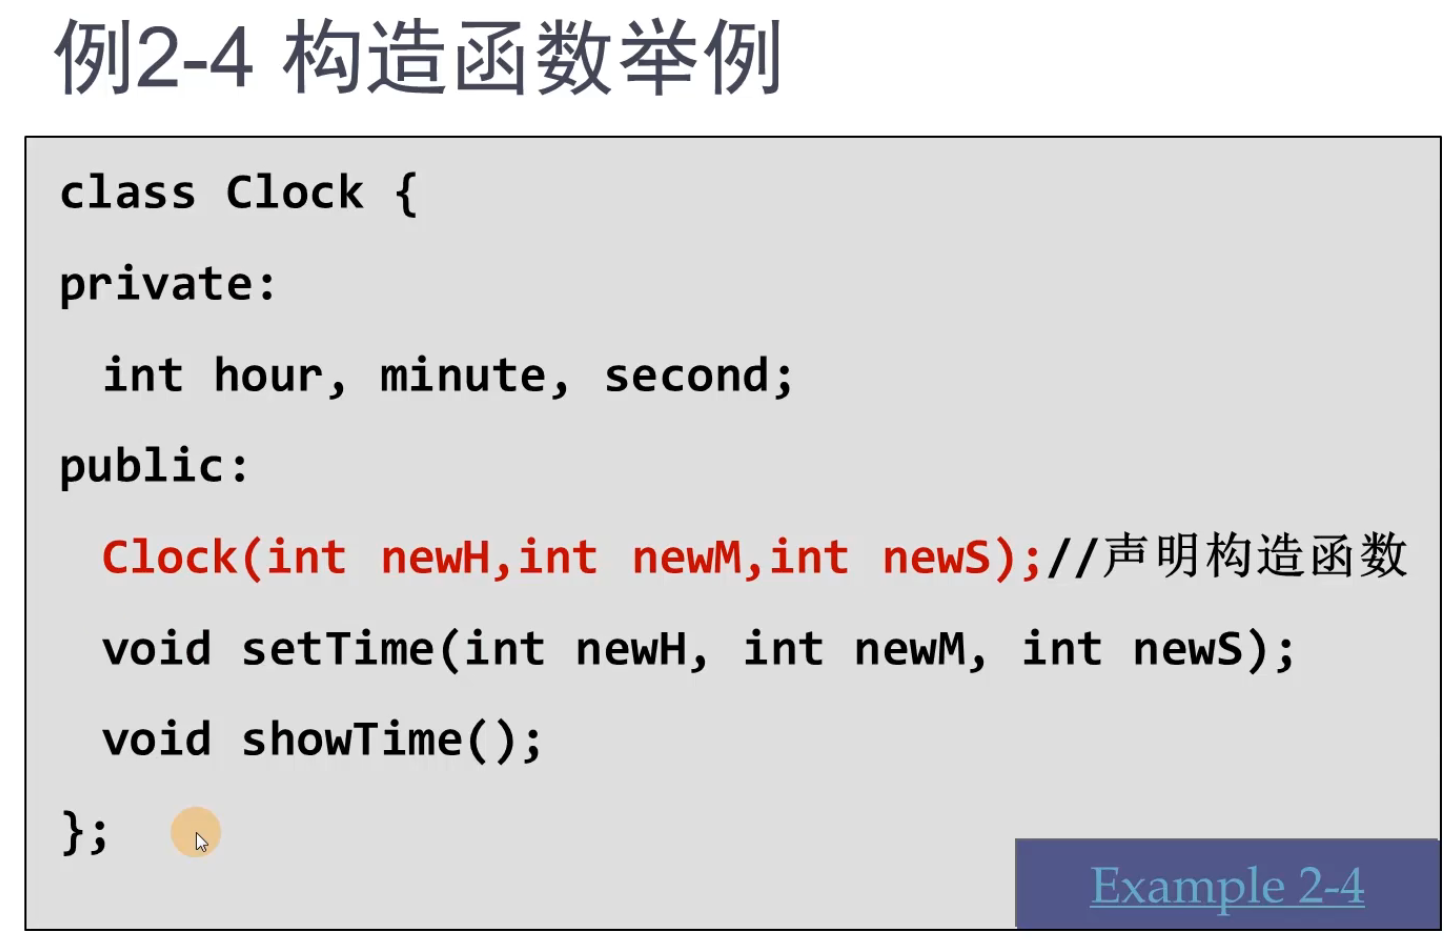 例2-4 构造函数举例
class Clock {
private:
int hour, minute, second;
public:
Clock(int newH,int newM,int newS);//声明构造函数
void setTime(int newH, int newM, int newS);
void showTime();
};
Example 2-4